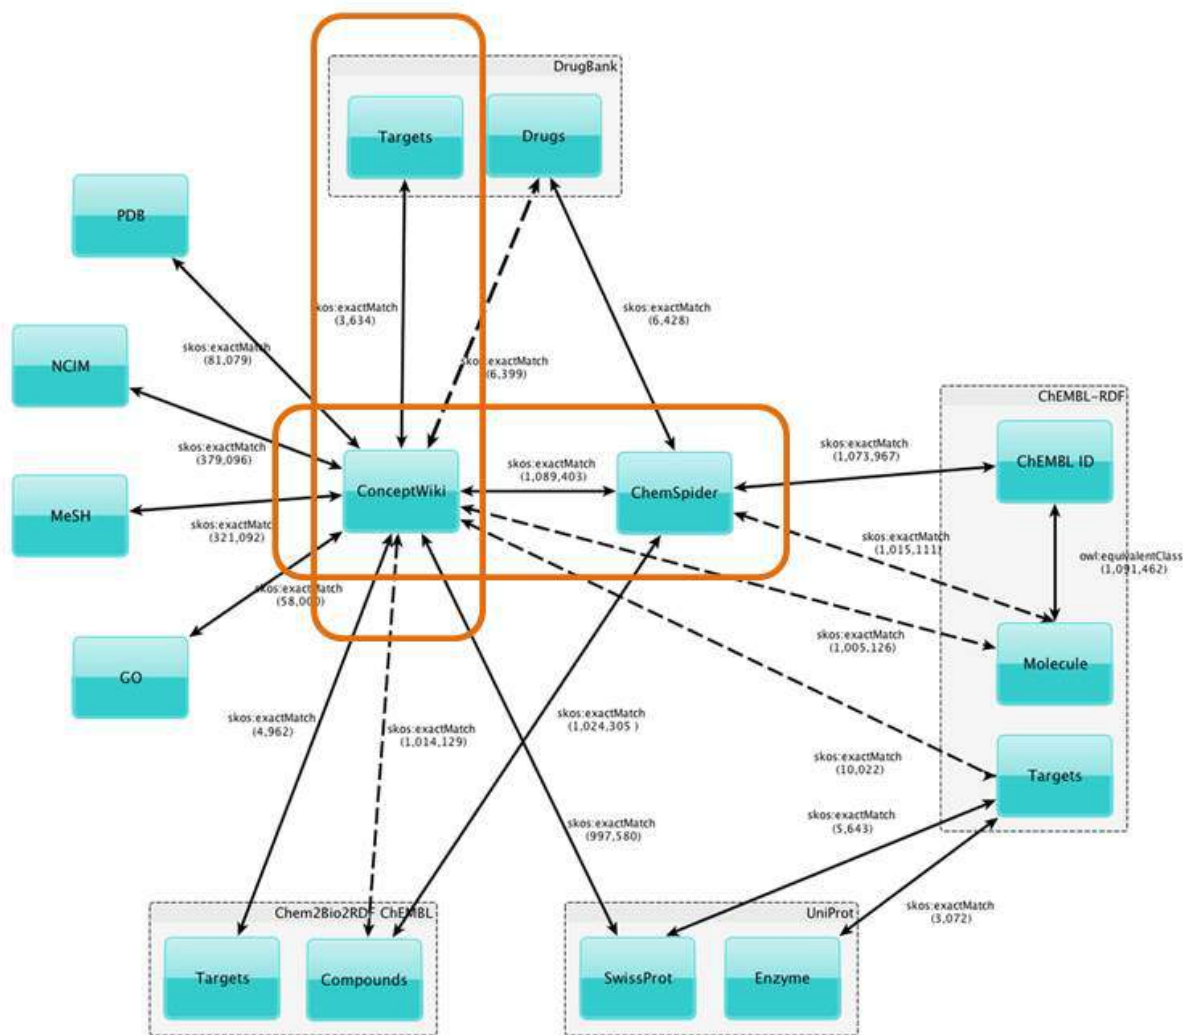 DrugBank
Targets
Drugs
PDB
skos:exactMatch
(3,634)
skos:exactMatch
(6,428)
skos:exactMatch
(81,079)
NCIM
skos:exactMatch
(6,399)
ChEMBL-RDF
skos:exactMatch
(379,096)
skos:exactMatch
(1,089,403)
skos:exactMatch
(1,073,967)
ChEMBL ID
ConceptWiki
ChemSpider
MeSH
skos:exactMatc
(321,092)
skos:exactMatch
(1,015,111)
owl:equivalentClass
(1,091,462)
skos:exactMatch
(58,000)
skos:exactMatch
(1,005,126)
Molecule
GO
skos:exactMatch
(4,962)
skos:exactMatch
(1,014,129)
skos:exactMatch
(1,024,305 )
skos:exactMatch
(10,022)
Targets
skos:exactMatch
(997,580)
skos:exactMatch
(5,643)
Chem2Bio2RDF ChEMBL
UniProt
skos:exactMatch
(3,072)
Targets
Compounds
SwissProt
Enzyme